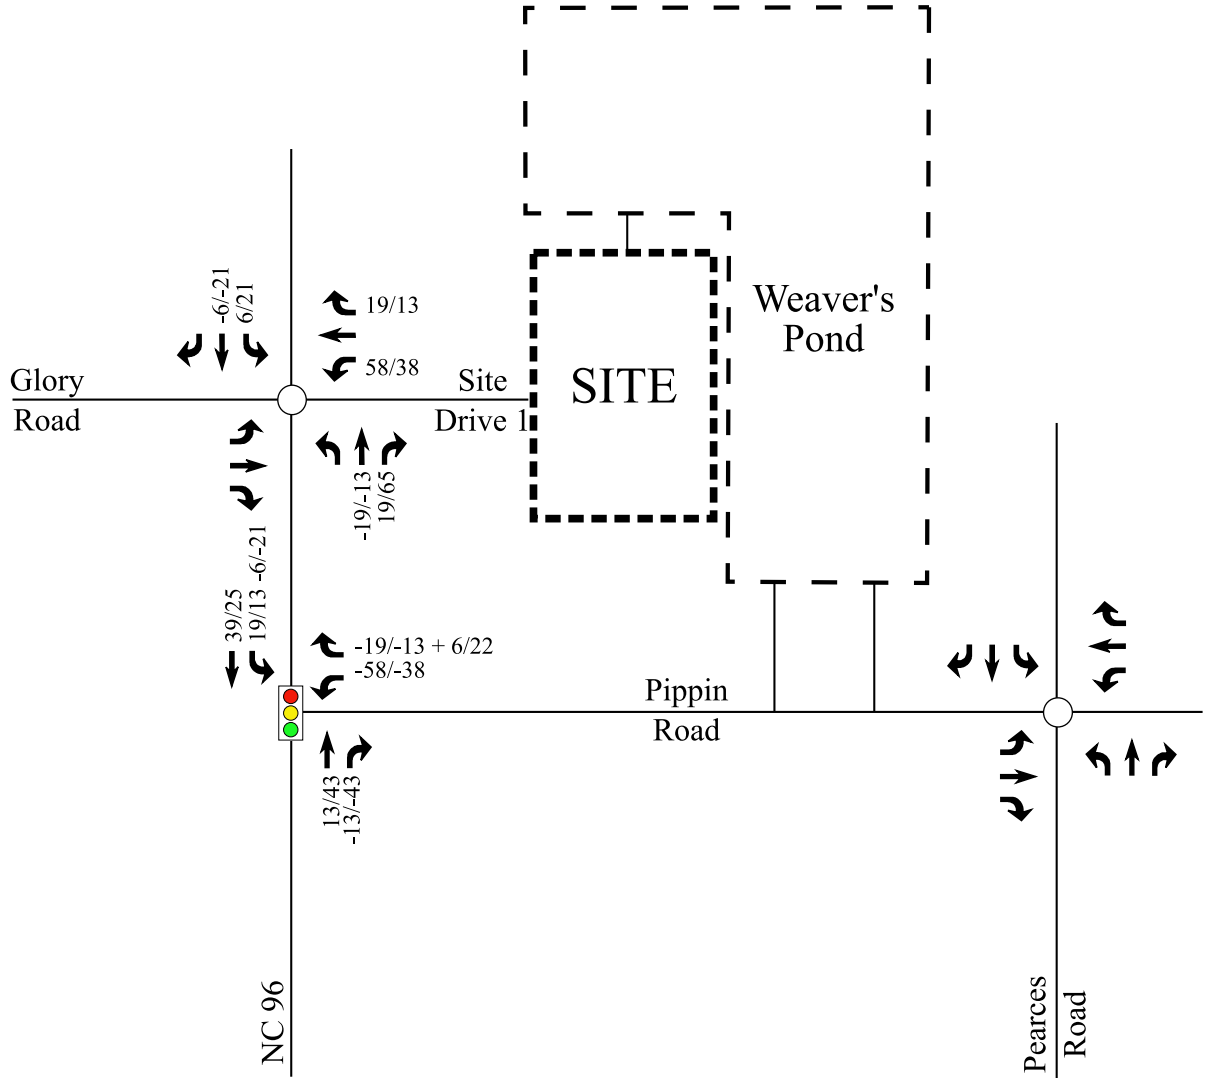 -6/-21
6/21
19/13
58/38
Weaver's
Pond
SITE
Glory
Road
Site
Drive 1
-19/-13
19/65
39/25
19/13 -6/-21
-19/-13 + 6/22
-58/-38
Pippin
Road
13/43
-13/-43
NC 96
Pearces
Road